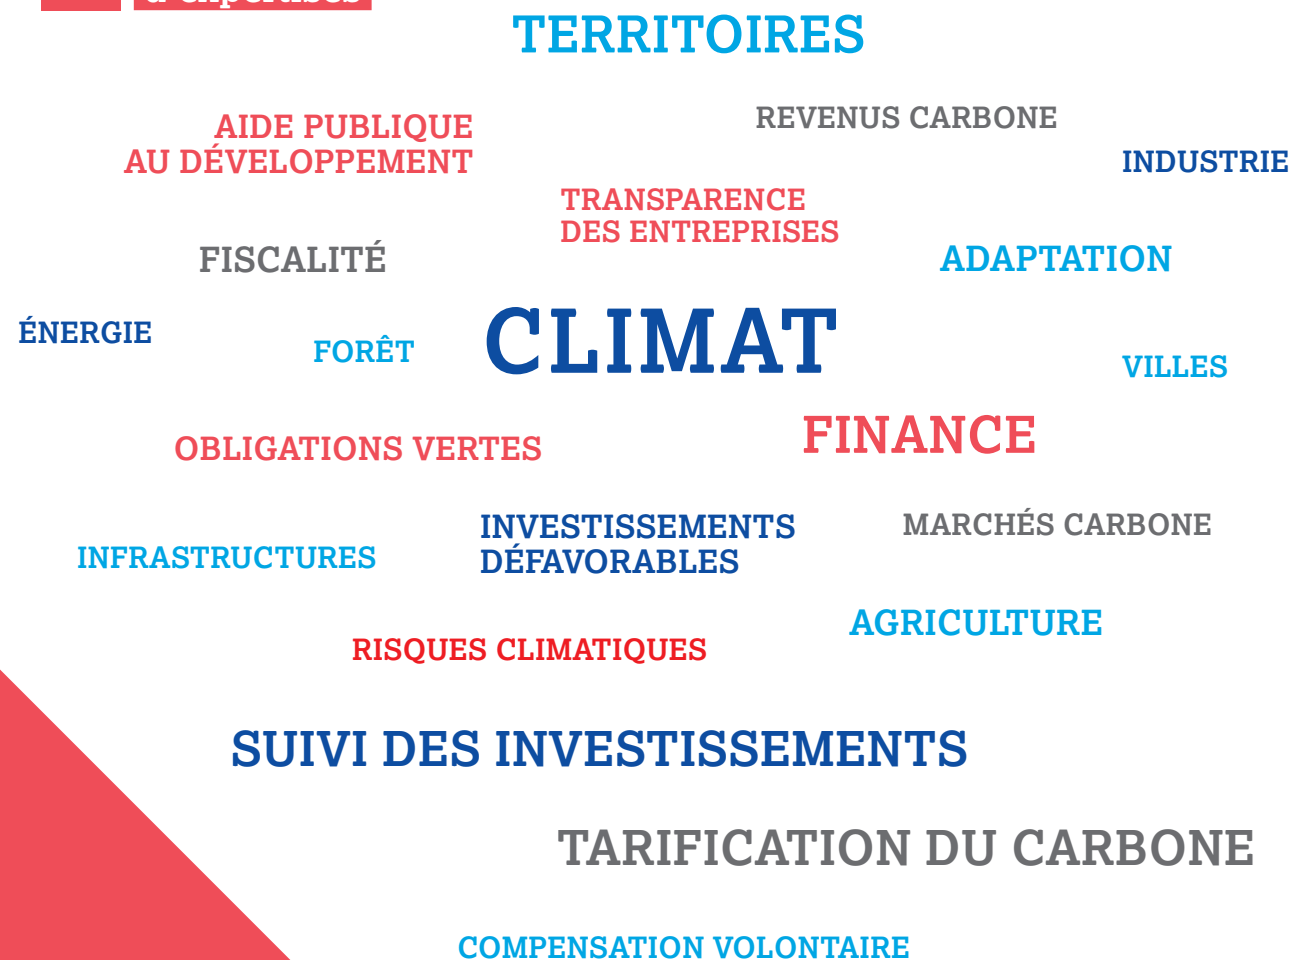 d'expertises
TERRITOIRES
REVENUS CARBONE
AIDE PUBLIQUE
AU DÉVELOPPEMENT
INDUSTRIE
TRANSPARENCE
DES ENTREPRISES
FISCALITÉ
ADAPTATION
ÉNERGIE
FORÊT
CLIMAT
VILLES
FINANCE
OBLIGATIONS VERTES
INVESTISSEMENTS
DÉFAVORABLES
MARCHÉS CARBONE
INFRASTRUCTURES
AGRICULTURE
RISQUES CLIMATIQUES
SUIVI DES INVESTISSEMENTS
TARIFICATION DU CARBONE
COMPENSATION VOLONTAIRE